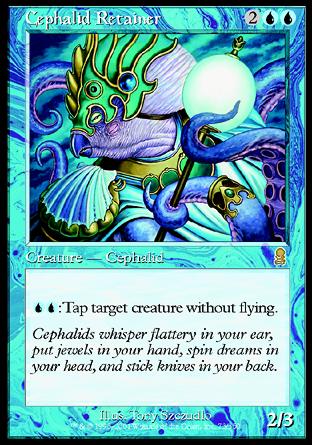 Cephalid Retainer 2
Creature — Cephalid
:Tap target creature without flying.
Cephalids whisper flattery in your ear,
put jewels in your hand, spin dreams in
your head, and stick knives in your back.
Illus. Tony Szczudlo
2/3